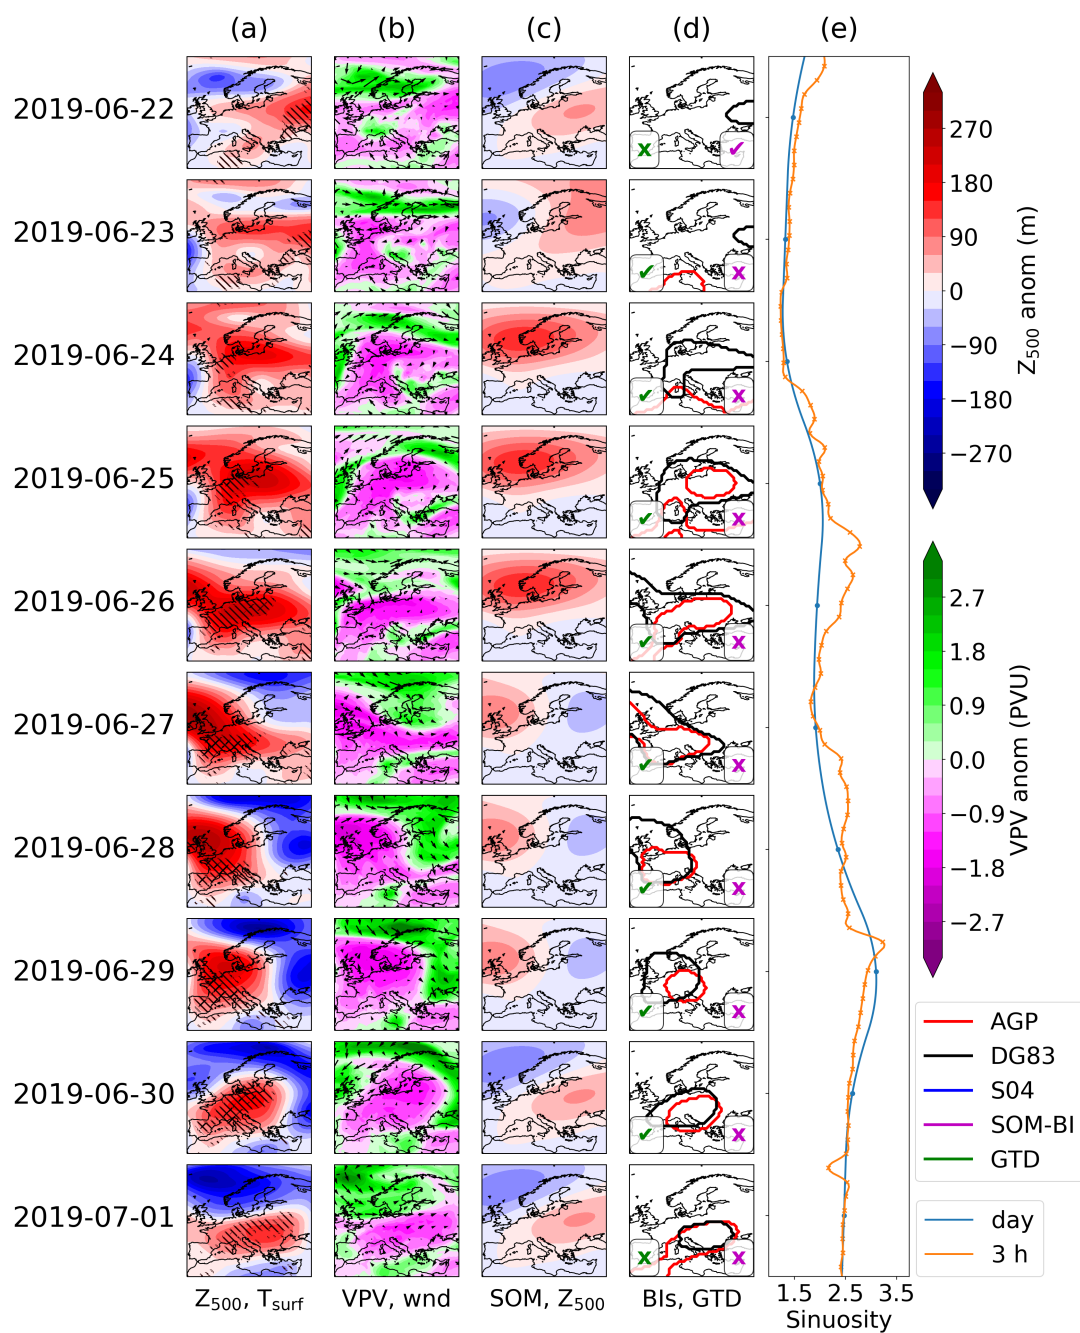 (a) (b) (c) (d) (e)
2019-06-22
2019-06-23
2019-06-24
2019-06-25
2019-06-26
2019-06-27
2019-06-28
2019-06-29
2019-06-30
2019-07-01
x ✓
✓ x
✓ x
✓ x
✓ x
✓ x
✓ x
✓ x
✓ x
x x
Z500, Tsurf
VPV, wnd
SOM, Z500
BIs, GTD
1.5 2.5 3.5
Sinuosity
270
180
90
0
−90
−180
−270
Z500 anom (m)
2.7
1.8
0.9
0.0
−0.9
−1.8
−2.7
VPV anom (PVU)
AGP
DG83
S04
SOM-BI
GTD
day
3 h